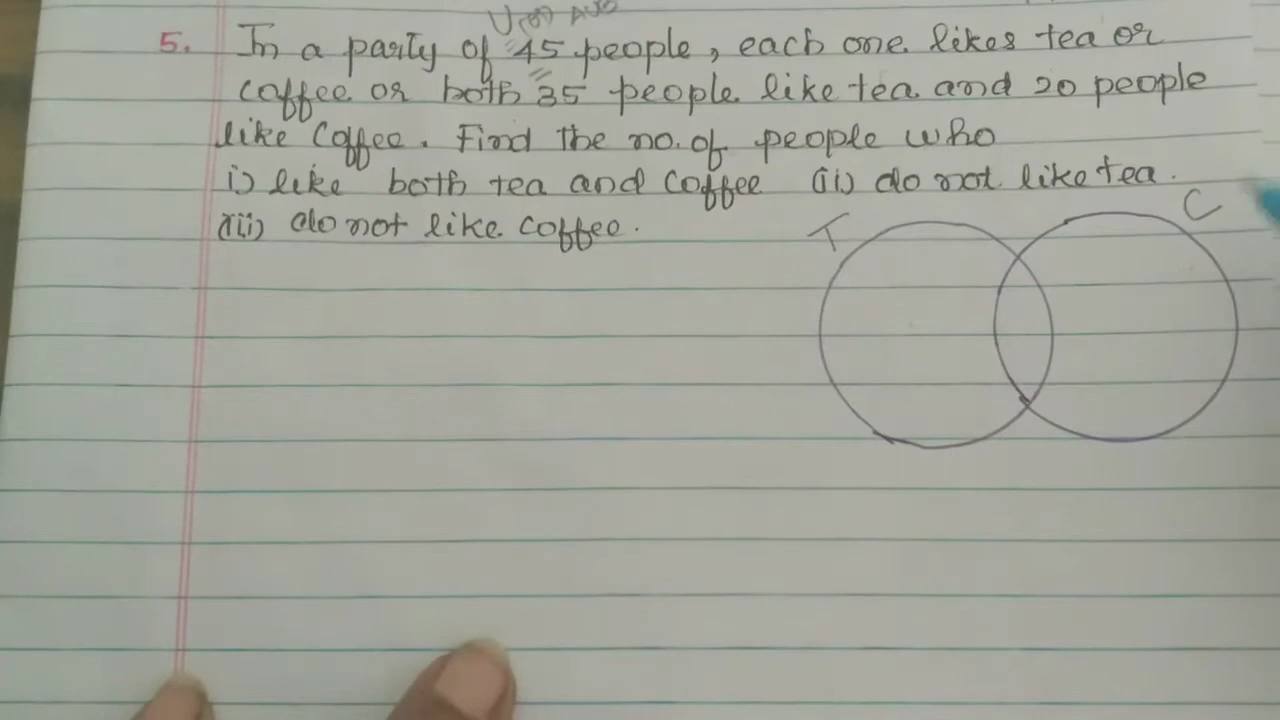 U (or) AUB
5. In a party of 45 people, each one likes tea or
coffee or both 35 people like tea and 20 people
like Coffee. Find the no. of people who
i) like both tea and Coffee (ii) do not like tea.
(iii) do not like coffee.
T C